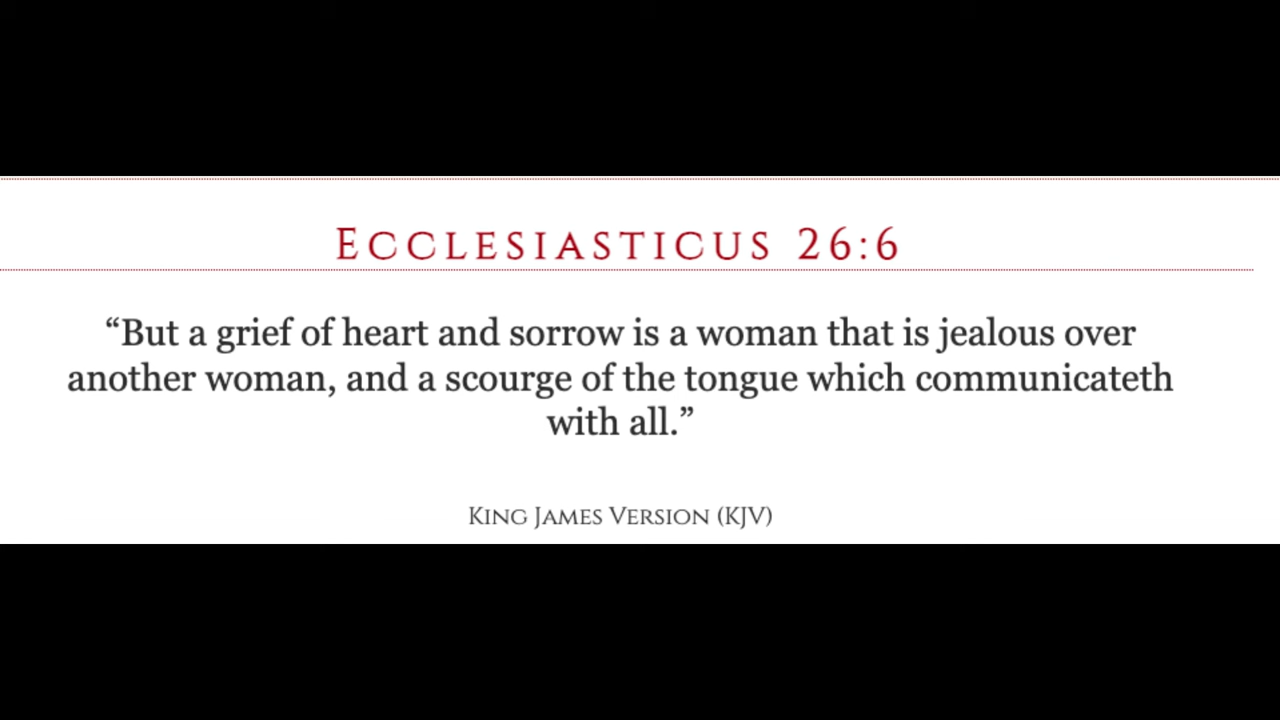 Ecclesiasticus 26:6
“But a grief of heart and sorrow is a woman that is jealous over
another woman, and a scourge of the tongue which communicateth
with all.”
King James Version (KJV)